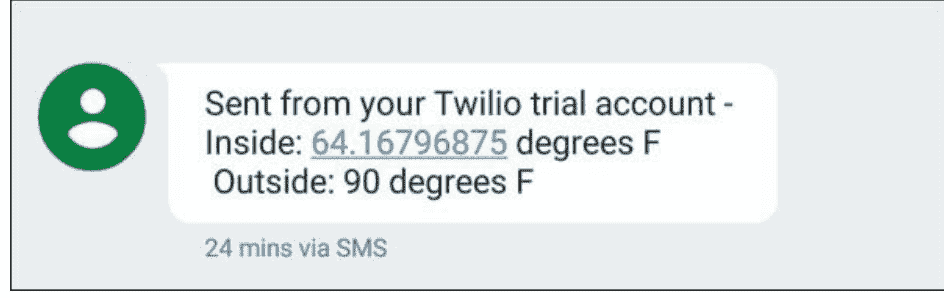 Sent from your Twilio trial account -
Inside: 64.16796875 degrees F
Outside: 90 degrees F
24 mins via SMS